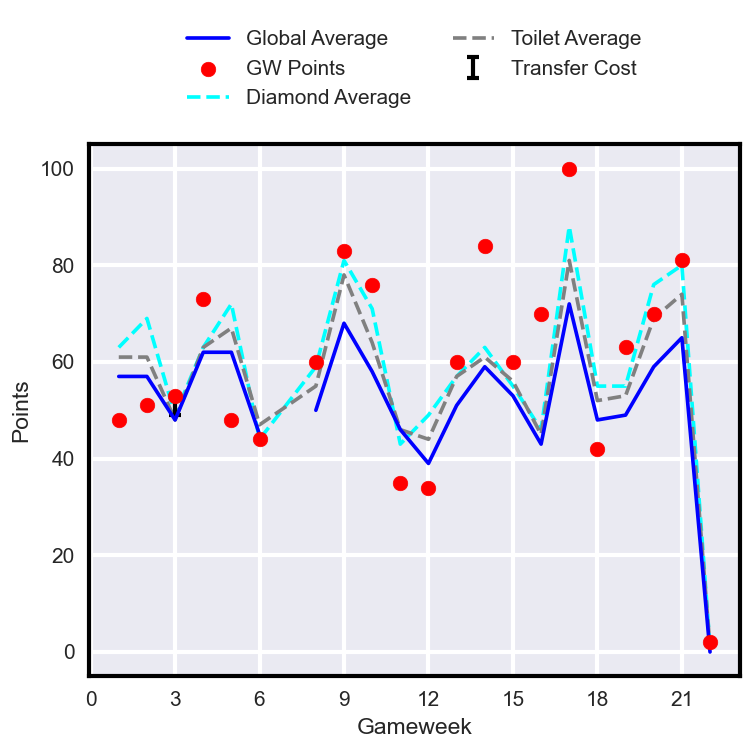 Global Average
GW Points
Diamond Average
Toilet Average
Transfer Cost
100
80
60
40
20
0
Points
0 3 6 9 12 15 18 21
Gameweek